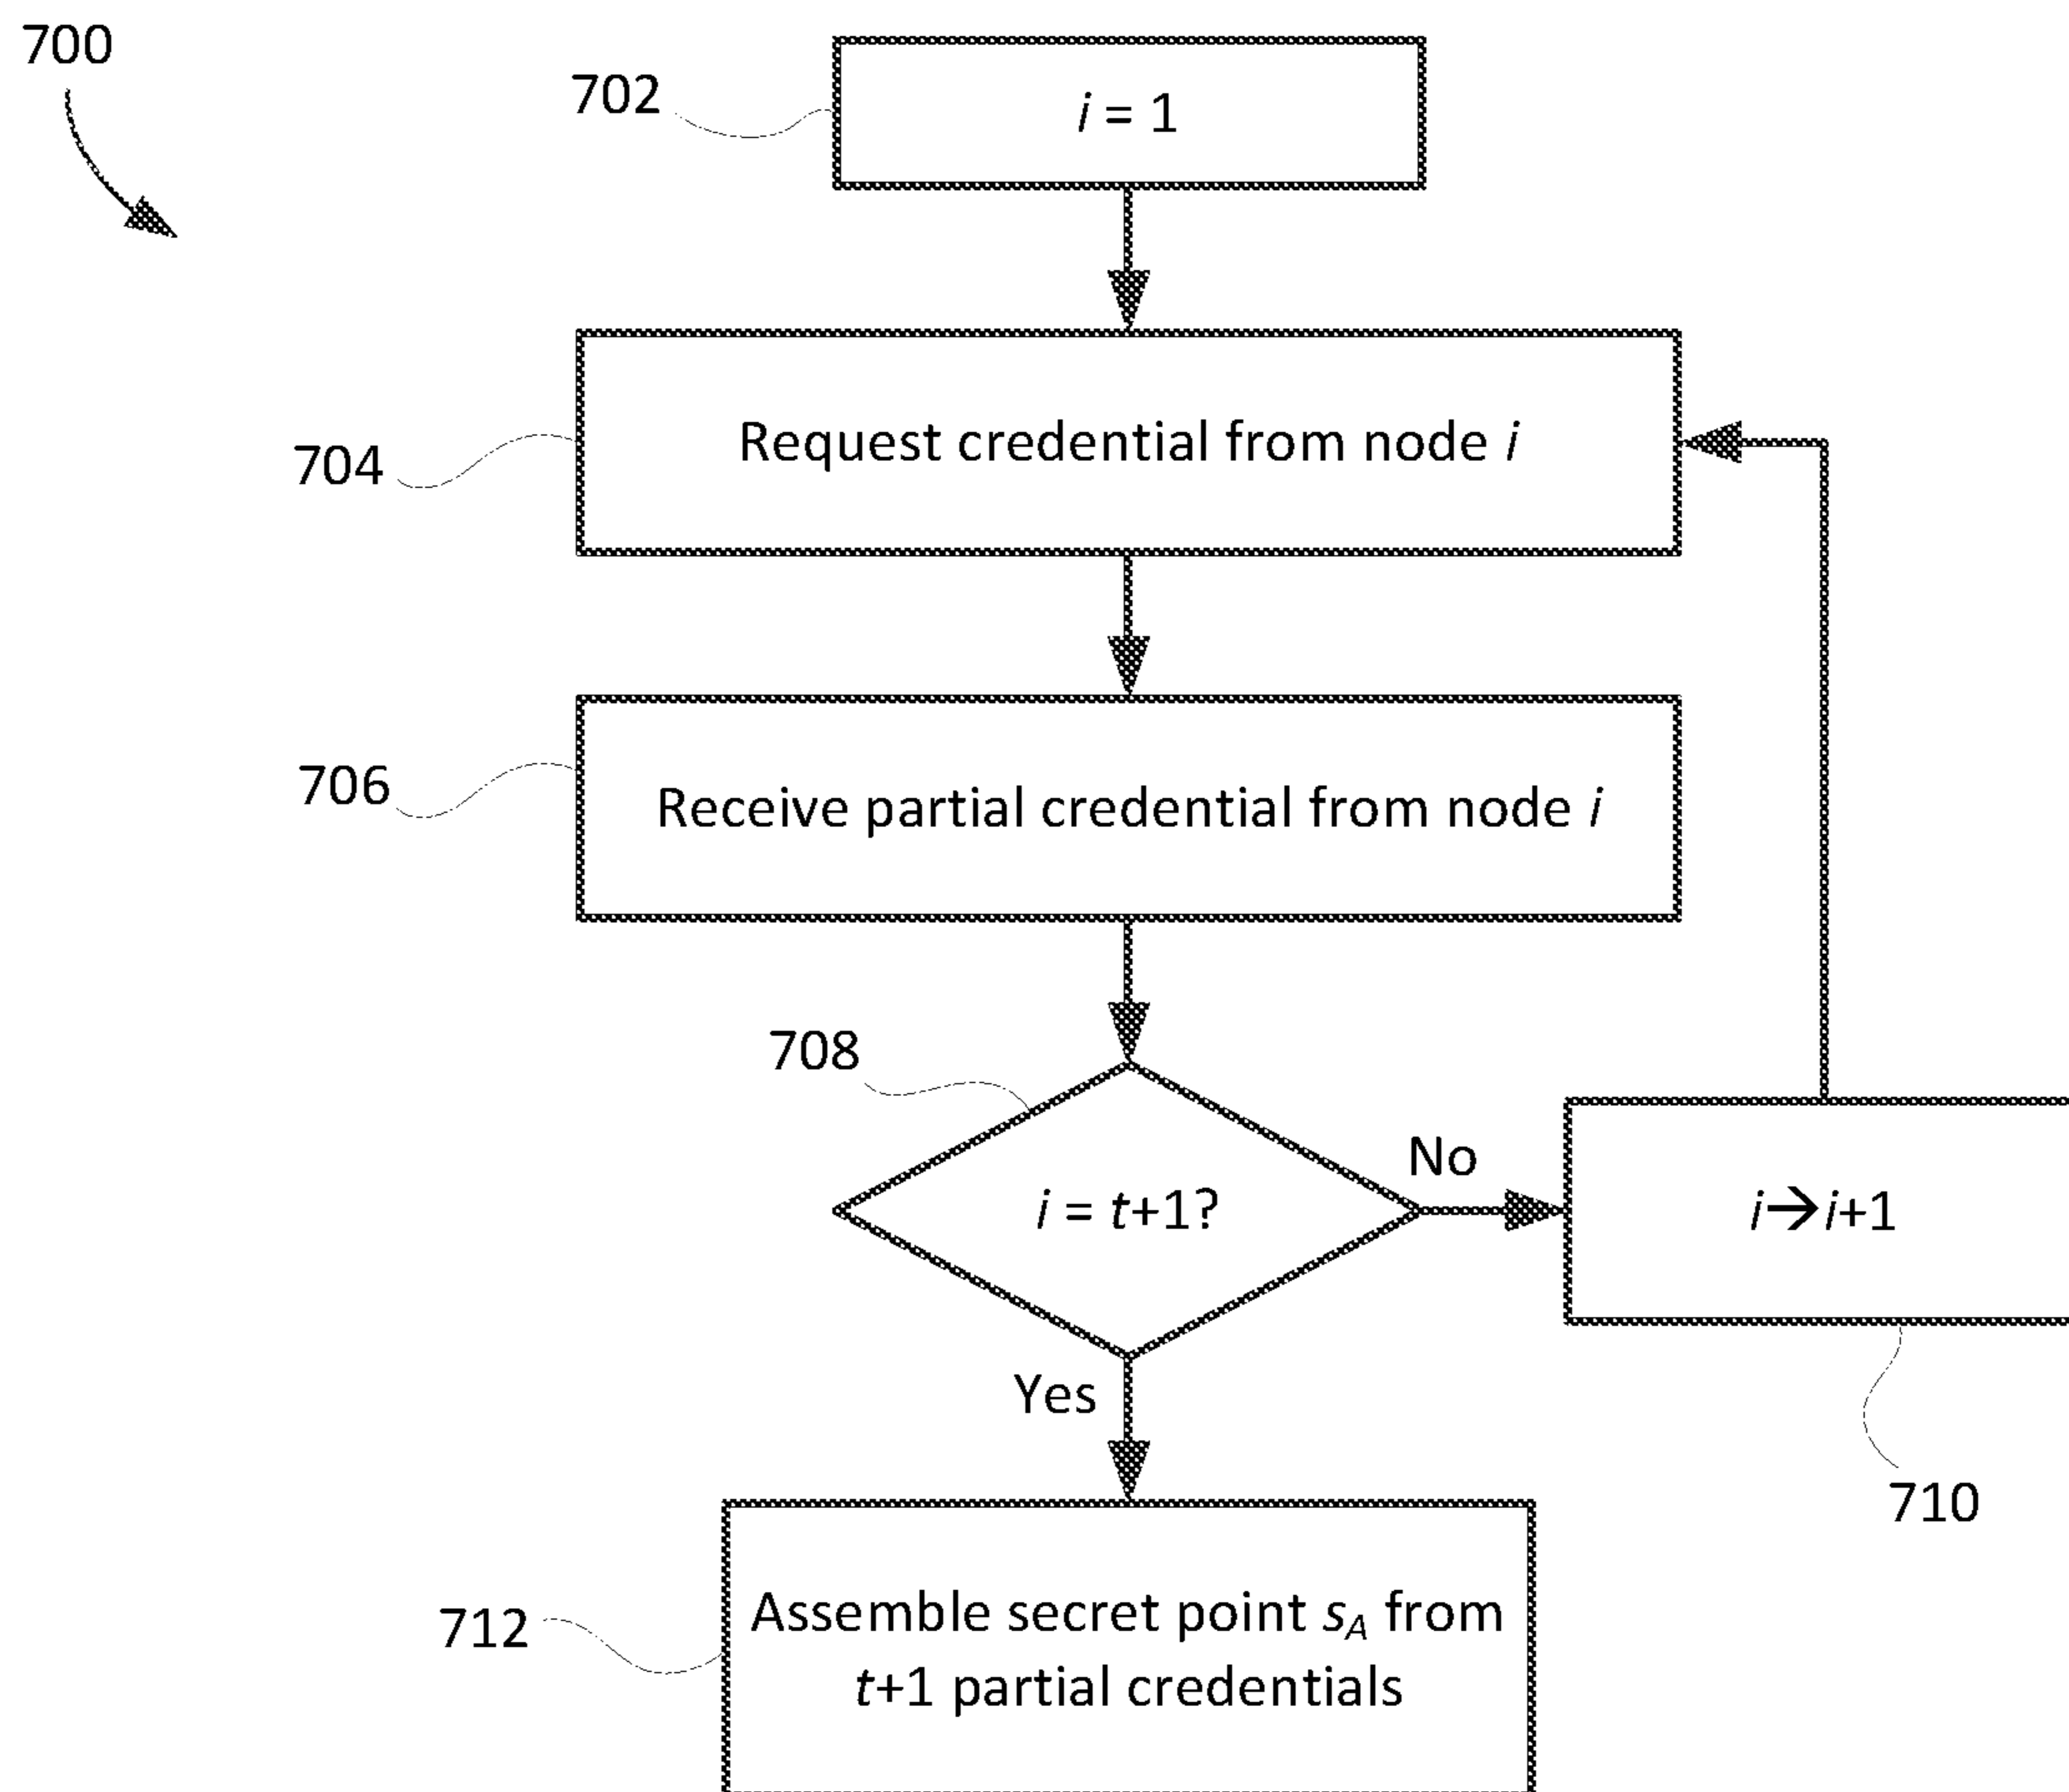 700
702
i = 1
704
Request credential from node i
706
Receive partial credential from node i
708
i = t+1?
No
i→i+1
Yes
710
712
Assemble secret point sA from
t+1 partial credentials